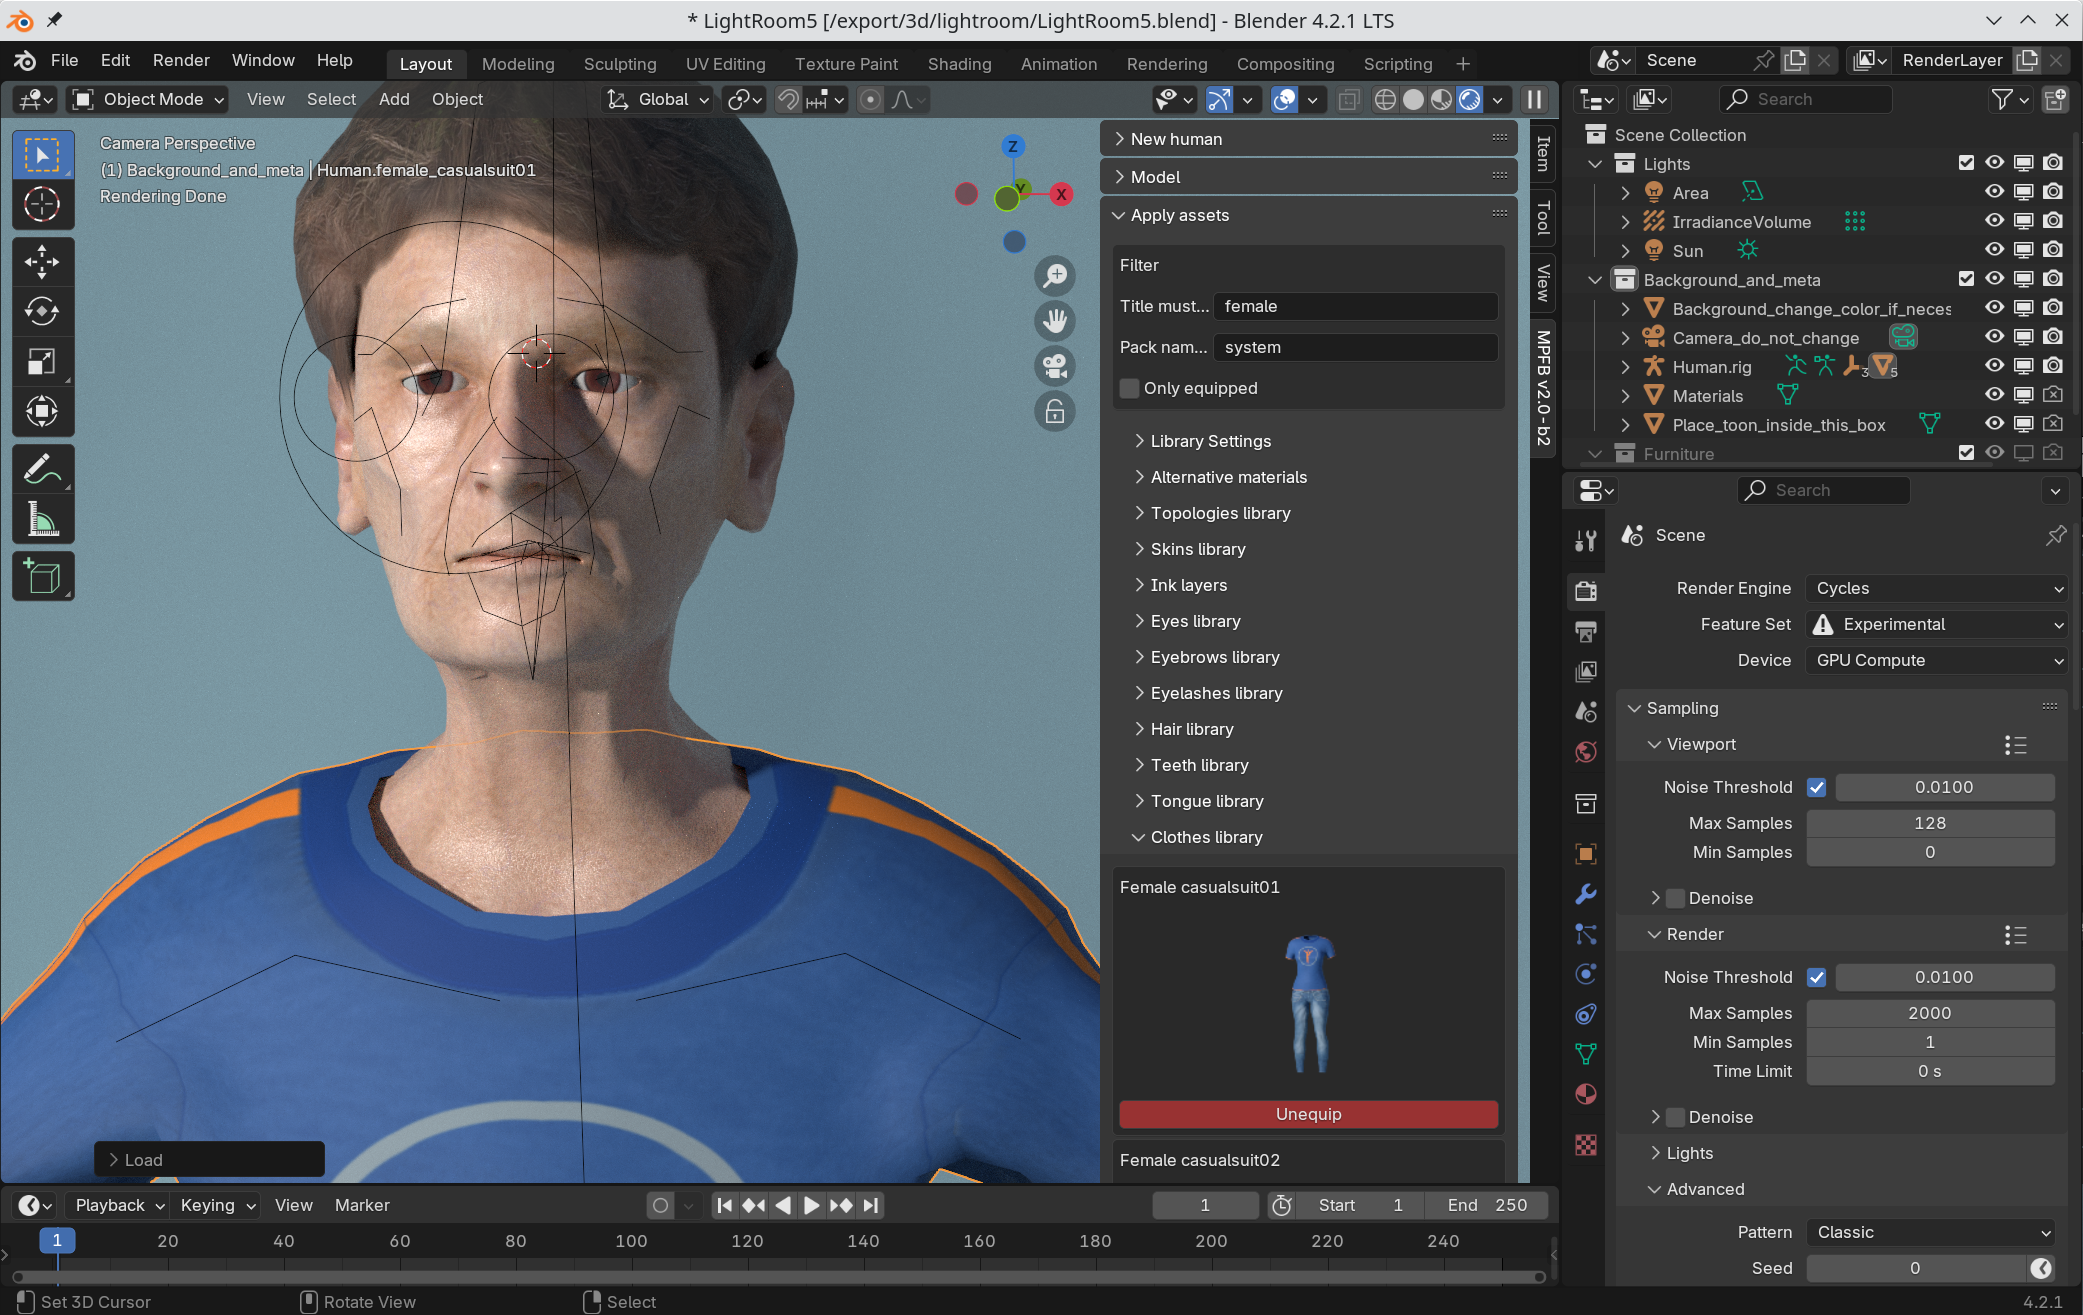 * LightRoom5 [/export/3d/lightroom/LightRoom5.blend] - Blender 4.2.1 LTS
File Edit Render Window Help Layout Modeling Sculpting UV Editing Texture Paint Shading Animation Rendering Compositing Scripting + Scene RenderLayer
Object Mode View Select Add Object Global
Search
Camera Perspective
(1) Background_and_meta | Human.female_casualsuit01
Rendering Done
Z
Y
X
New human
Model
Apply assets
Filter
Title must... female
Pack nam... system
Only equipped
Library Settings
Alternative materials
Topologies library
Skins library
Ink layers
Eyes library
Eyebrows library
Eyelashes library
Hair library
Teeth library
Tongue library
Clothes library
Female casualsuit01
Unequip
Female casualsuit02
Item
Tool
View
MPFB v2.0 - b2
Load
Scene Collection
Lights
Area
IrradianceVolume
Sun
Background_and_meta
Background_change_color_if_neces
Camera_do_not_change
Human.rig 3 5
Materials
Place_toon_inside_this_box
Furniture
Search
Scene
Render Engine Cycles
Feature Set Experimental
Device GPU Compute
Sampling
Viewport
Noise Threshold 0.0100
Max Samples 128
Min Samples 0
Denoise
Render
Noise Threshold 0.0100
Max Samples 2000
Min Samples 1
Time Limit 0 s
Denoise
Lights
Advanced
Pattern Classic
Seed 0
Playback Keying View Marker 1 Start 1 End 250
1 20 40 60 80 100 120 140 160 180 200 220 240
Set 3D Cursor Rotate View Select 4.2.1